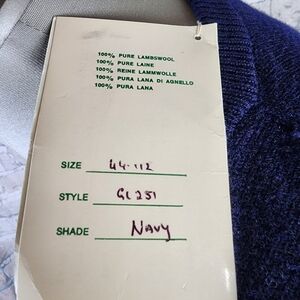 100% PURE LAMBSWOOL
100% PURE LAINE
100% REINE LAMMWOLLE
100% PURA LANA DI AGNELLO
100% PURA LANA
SIZE 44-112
STYLE GL251
SHADE Navy